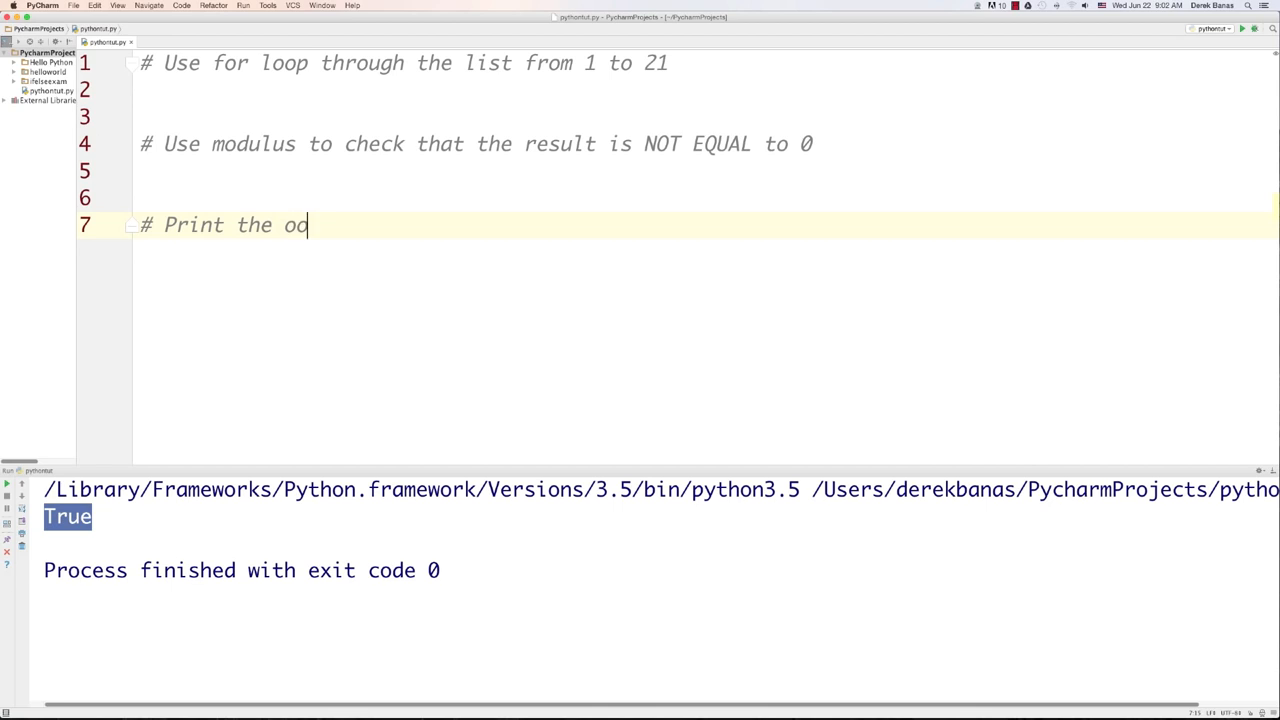 PyCharm File Edit View Navigate Code Refactor Run Tools VCS Window Help 10 Wed Jun 22 9:02 AM Derek Banas
pythontut.py - PycharmProjects - [~/PycharmProjects]
PycharmProjects pythontut.py pythontut
pythontut.py
PycharmProject
Hello Python
helloworld
ifelseexam
pythontut.py
External Librarie
1 # Use for loop through the list from 1 to 21
2
3
4 # Use modulus to check that the result is NOT EQUAL to 0
5
6
7 # Print the oo
Run pythontut
/Library/Frameworks/Python.framework/Versions/3.5/bin/python3.5 /Users/derekbanas/PycharmProjects/pytho
True
Process finished with exit code 0
7:15 LF UTF-8